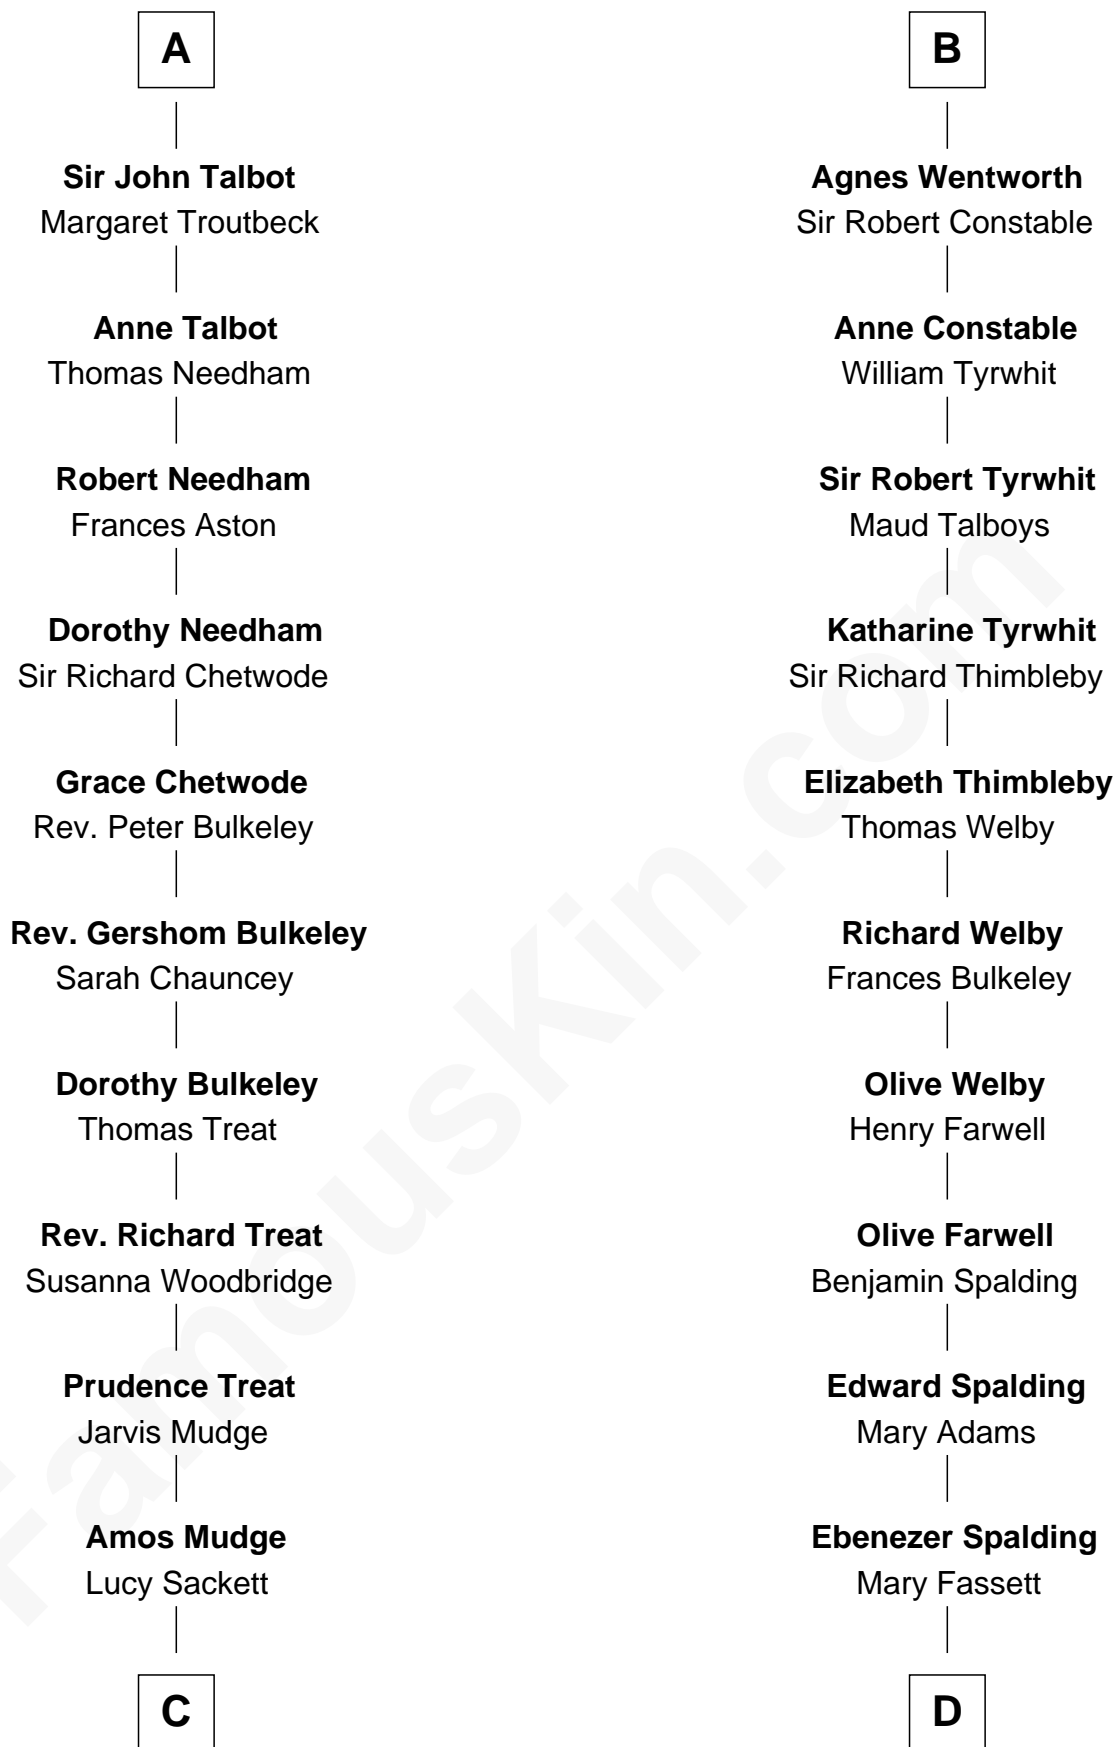 A
Sir John Talbot
Margaret Troutbeck
Anne Talbot
Thomas Needham
Robert Needham
Frances Aston
Dorothy Needham
Sir Richard Chetwode
Grace Chetwode
Rev. Peter Bulkeley
Rev. Gershom Bulkeley
Sarah Chauncey
Dorothy Bulkeley
Thomas Treat
Rev. Richard Treat
Susanna Woodbridge
Prudence Treat
Jarvis Mudge
Amos Mudge
Lucy Sackett
C
B
Agnes Wentworth
Sir Robert Constable
Anne Constable
William Tyrwhit
Sir Robert Tyrwhit
Maud Talboys
Katharine Tyrwhit
Sir Richard Thimbleby
Elizabeth Thimbleby
Thomas Welby
Richard Welby
Frances Bulkeley
Olive Welby
Henry Farwell
Olive Farwell
Benjamin Spalding
Edward Spalding
Mary Adams
Ebenezer Spalding
Mary Fassett
D
FamousKin.com